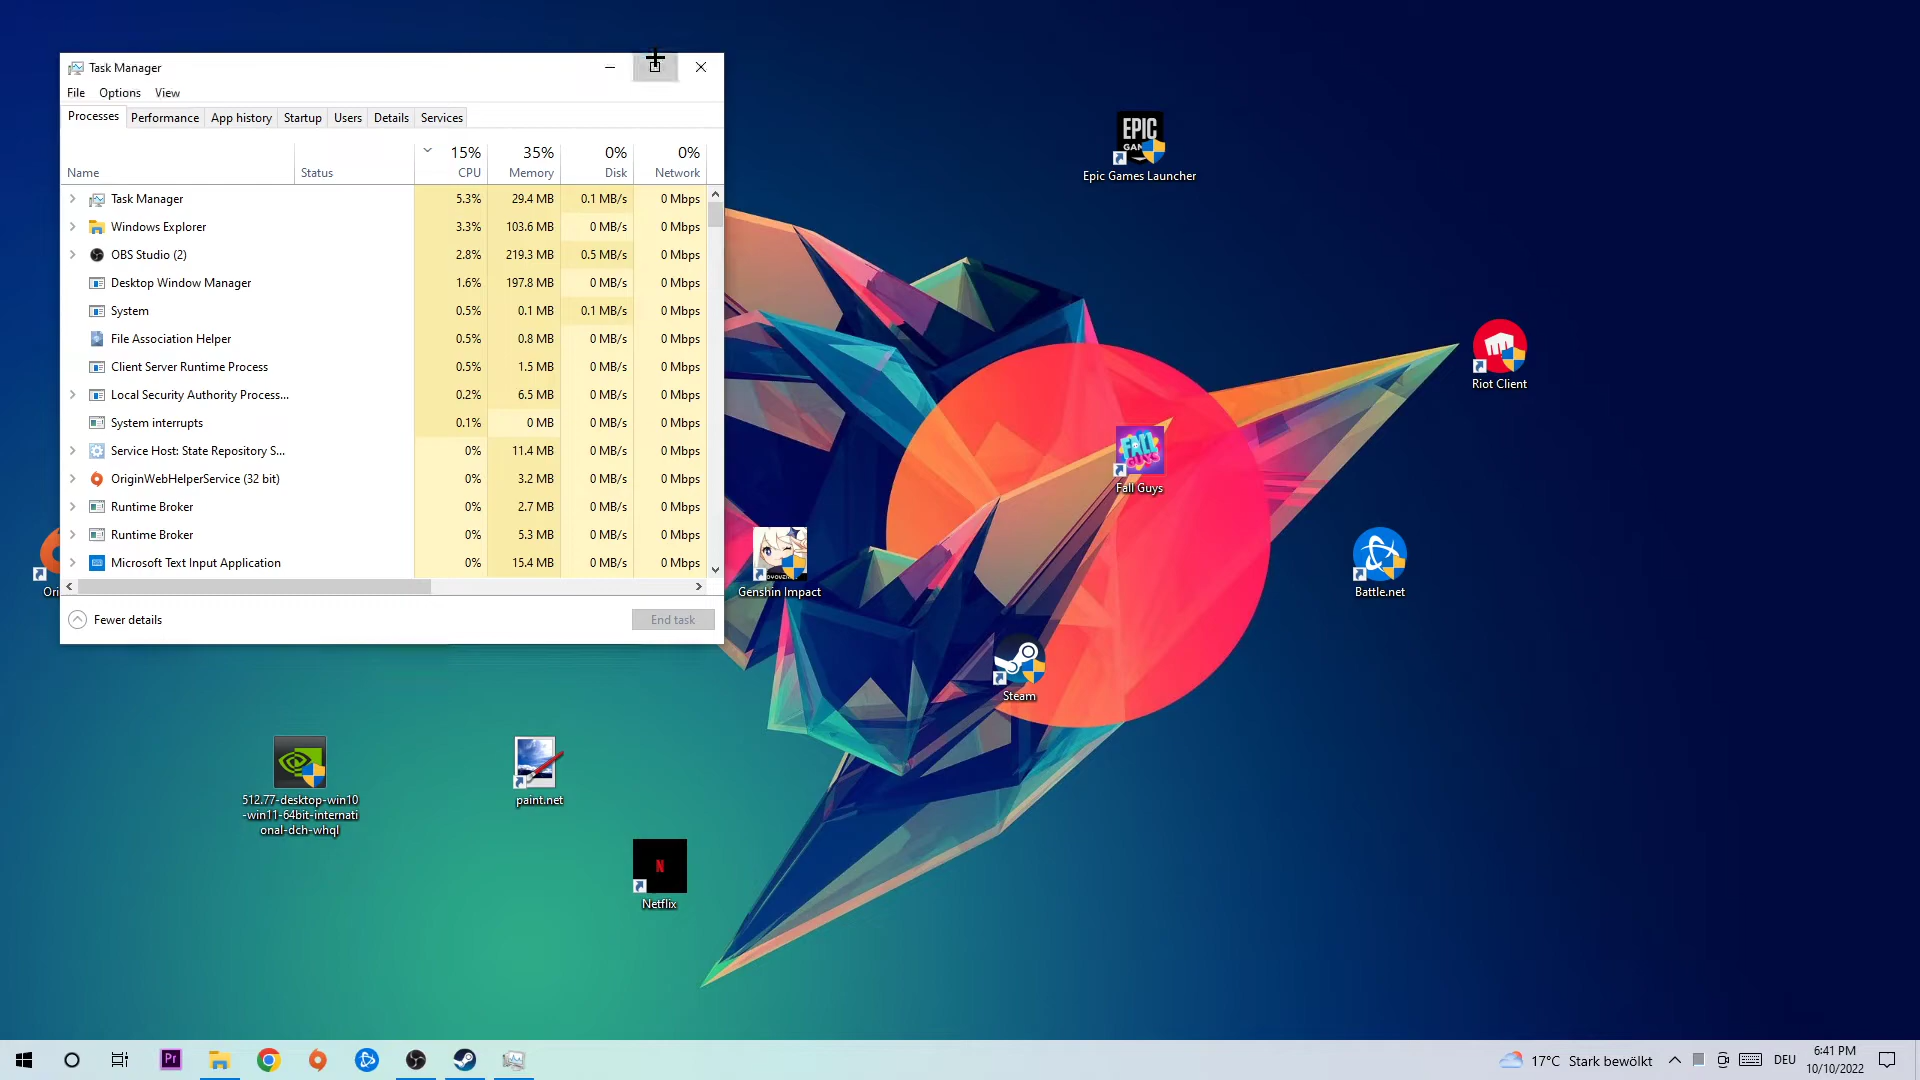 Task Manager
File Options View
Processes Performance App history Startup Users Details Services
15% 35% 0% 0%
Name Status CPU Memory Disk Network
Task Manager 5.3% 29.4 MB 0.1 MB/s 0 Mbps
Windows Explorer 3.3% 103.6 MB 0 MB/s 0 Mbps
OBS Studio (2) 2.8% 219.3 MB 0.5 MB/s 0 Mbps
Desktop Window Manager 1.6% 197.8 MB 0 MB/s 0 Mbps
System 0.5% 0.1 MB 0.1 MB/s 0 Mbps
File Association Helper 0.5% 0.8 MB 0 MB/s 0 Mbps
Client Server Runtime Process 0.5% 1.5 MB 0 MB/s 0 Mbps
Local Security Authority Process... 0.2% 6.5 MB 0 MB/s 0 Mbps
System interrupts 0.1% 0 MB 0 MB/s 0 Mbps
Service Host: State Repository S... 0% 11.4 MB 0 MB/s 0 Mbps
OriginWebHelperService (32 bit) 0% 3.2 MB 0 MB/s 0 Mbps
Runtime Broker 0% 2.7 MB 0 MB/s 0 Mbps
Runtime Broker 0% 5.3 MB 0 MB/s 0 Mbps
Microsoft Text Input Application 0% 15.4 MB 0 MB/s 0 Mbps
Fewer details End task
EPIC
Epic Games Launcher
Riot Client
FALL
GUYS
Fall Guys
Ori
Genshin Impact
Battle.net
Steam
512.77-desktop-win10
-win11-64bit-internati
onal-dch-whql
paint.net
N
Netflix
Pr
17°C Stark bewölkt
DEU
6:41 PM
10/10/2022